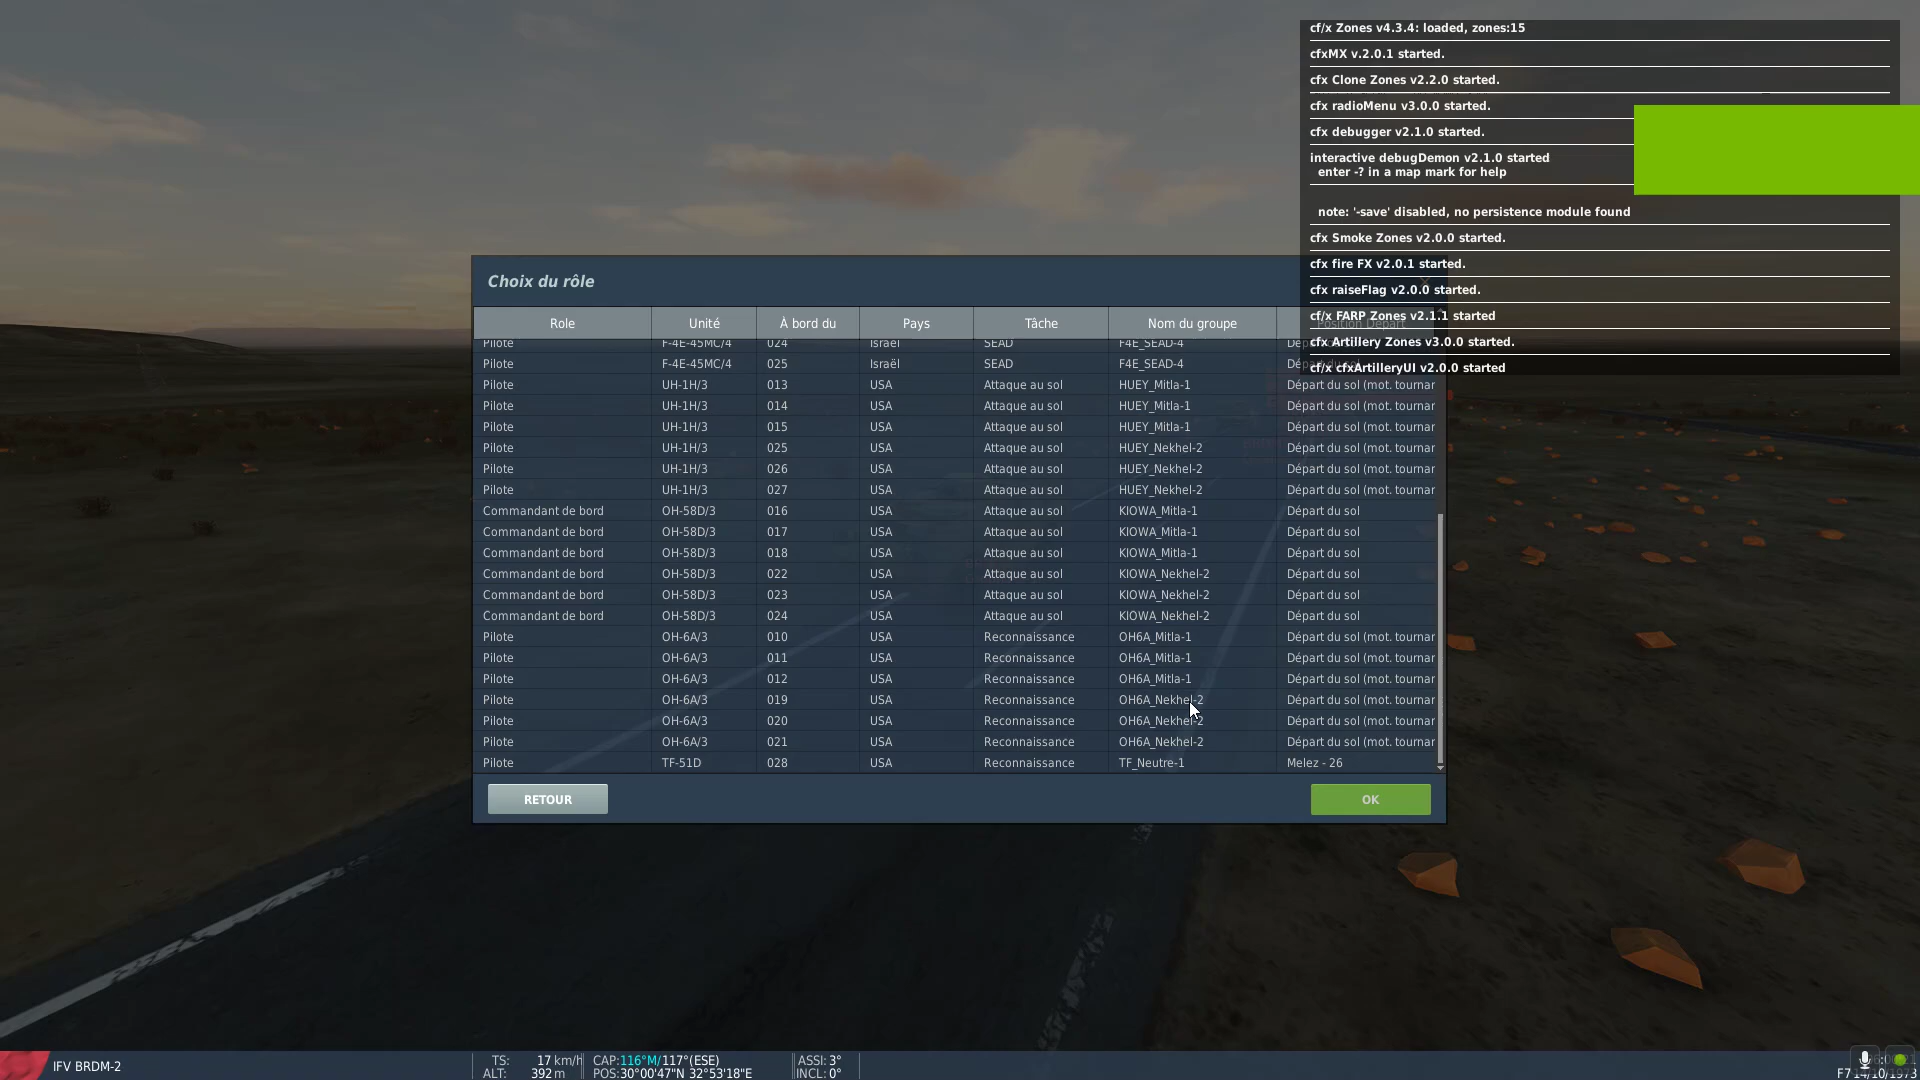 cf/x Zones v4.3.4: loaded, zones:15
cfxMX v.2.0.1 started.
cfx Clone Zones v2.2.0 started.
cfx radioMenu v3.0.0 started.
cfx debugger v2.1.0 started.
interactive debugDemon v2.1.0 started
enter -? in a map mark for help
note: '-save' disabled, no persistence module found
cfx Smoke Zones v2.0.0 started.
cfx fire FX v2.0.1 started.
cfx raiseFlag v2.0.0 started.
cf/x FARP Zones v2.1.1 started
cfx Artillery Zones v3.0.0 started.
cf/x cfxArtilleryUI v2.0.0 started
Choix du rôle
Role Unité À bord du Pays Tâche Nom du groupe Position Départ
Pilote F-4E-45MC/4 024 Israël SEAD F4E_SEAD-4
Pilote F-4E-45MC/4 025 Israël SEAD F4E_SEAD-4
Pilote UH-1H/3 013 USA Attaque au sol HUEY_Mitla-1 Départ du sol (mot. tournar
Pilote UH-1H/3 014 USA Attaque au sol HUEY_Mitla-1 Départ du sol (mot. tournar
Pilote UH-1H/3 015 USA Attaque au sol HUEY_Mitla-1 Départ du sol (mot. tournar
Pilote UH-1H/3 025 USA Attaque au sol HUEY_Nekhel-2 Départ du sol (mot. tournar
Pilote UH-1H/3 026 USA Attaque au sol HUEY_Nekhel-2 Départ du sol (mot. tournar
Pilote UH-1H/3 027 USA Attaque au sol HUEY_Nekhel-2 Départ du sol (mot. tournar
Commandant de bord OH-58D/3 016 USA Attaque au sol KIOWA_Mitla-1 Départ du sol
Commandant de bord OH-58D/3 017 USA Attaque au sol KIOWA_Mitla-1 Départ du sol
Commandant de bord OH-58D/3 018 USA Attaque au sol KIOWA_Mitla-1 Départ du sol
Commandant de bord OH-58D/3 022 USA Attaque au sol KIOWA_Nekhel-2 Départ du sol
Commandant de bord OH-58D/3 023 USA Attaque au sol KIOWA_Nekhel-2 Départ du sol
Commandant de bord OH-58D/3 024 USA Attaque au sol KIOWA_Nekhel-2 Départ du sol
Pilote OH-6A/3 010 USA Reconnaissance OH6A_Mitla-1 Départ du sol (mot. tournar
Pilote OH-6A/3 011 USA Reconnaissance OH6A_Mitla-1 Départ du sol (mot. tournar
Pilote OH-6A/3 012 USA Reconnaissance OH6A_Mitla-1 Départ du sol (mot. tournar
Pilote OH-6A/3 019 USA Reconnaissance OH6A_Nekhel-2 Départ du sol (mot. tournar
Pilote OH-6A/3 020 USA Reconnaissance OH6A_Nekhel-2 Départ du sol (mot. tournar
Pilote OH-6A/3 021 USA Reconnaissance OH6A_Nekhel-2 Départ du sol (mot. tournar
Pilote TF-51D 028 USA Reconnaissance TF_Neutre-1 Melez - 26
RETOUR OK
IFV BRDM-2
TS: 17 km/h CAP:116°M/117°(ESE) ASSI: 3°
ALT: 392 m POS:30°00'47"N 32°53'18"E INCL: 0°
F7 14/10/1973